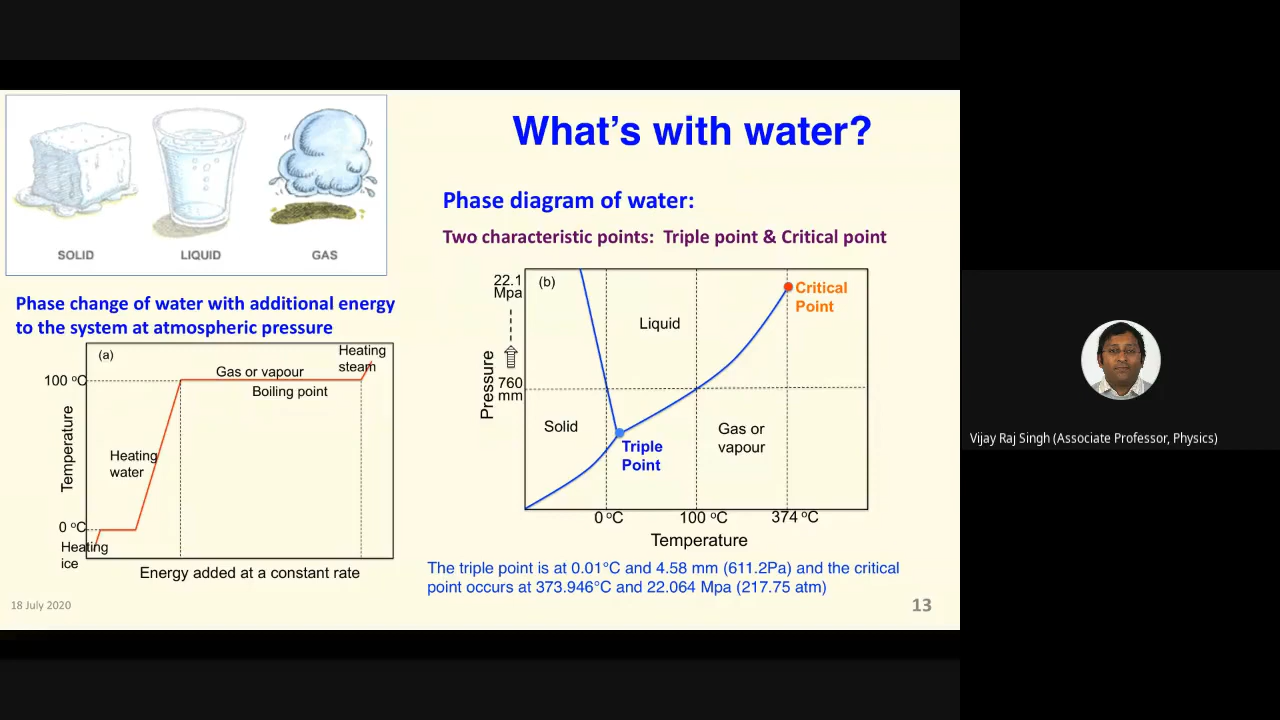 SOLID
LIQUID
GAS
What's with water?
Phase diagram of water:
Two characteristic points: Triple point & Critical point
Phase change of water with additional energy
to the system at atmospheric pressure
(a)
Heating
steam
100 ºC
Gas or vapour
Boiling point
Temperature
Heating
water
0 ºC
Heating
ice
Energy added at a constant rate
(b)
22.1
Mpa
Critical
Point
Liquid
Pressure
760
mm
Solid
Gas or
vapour
Triple
Point
0 ºC
100 ºC
374 ºC
Temperature
The triple point is at 0.01°C and 4.58 mm (611.2Pa) and the critical
point occurs at 373.946°C and 22.064 Mpa (217.75 atm)
18 July 2020
13
Vijay Raj Singh (Associate Professor, Physics)